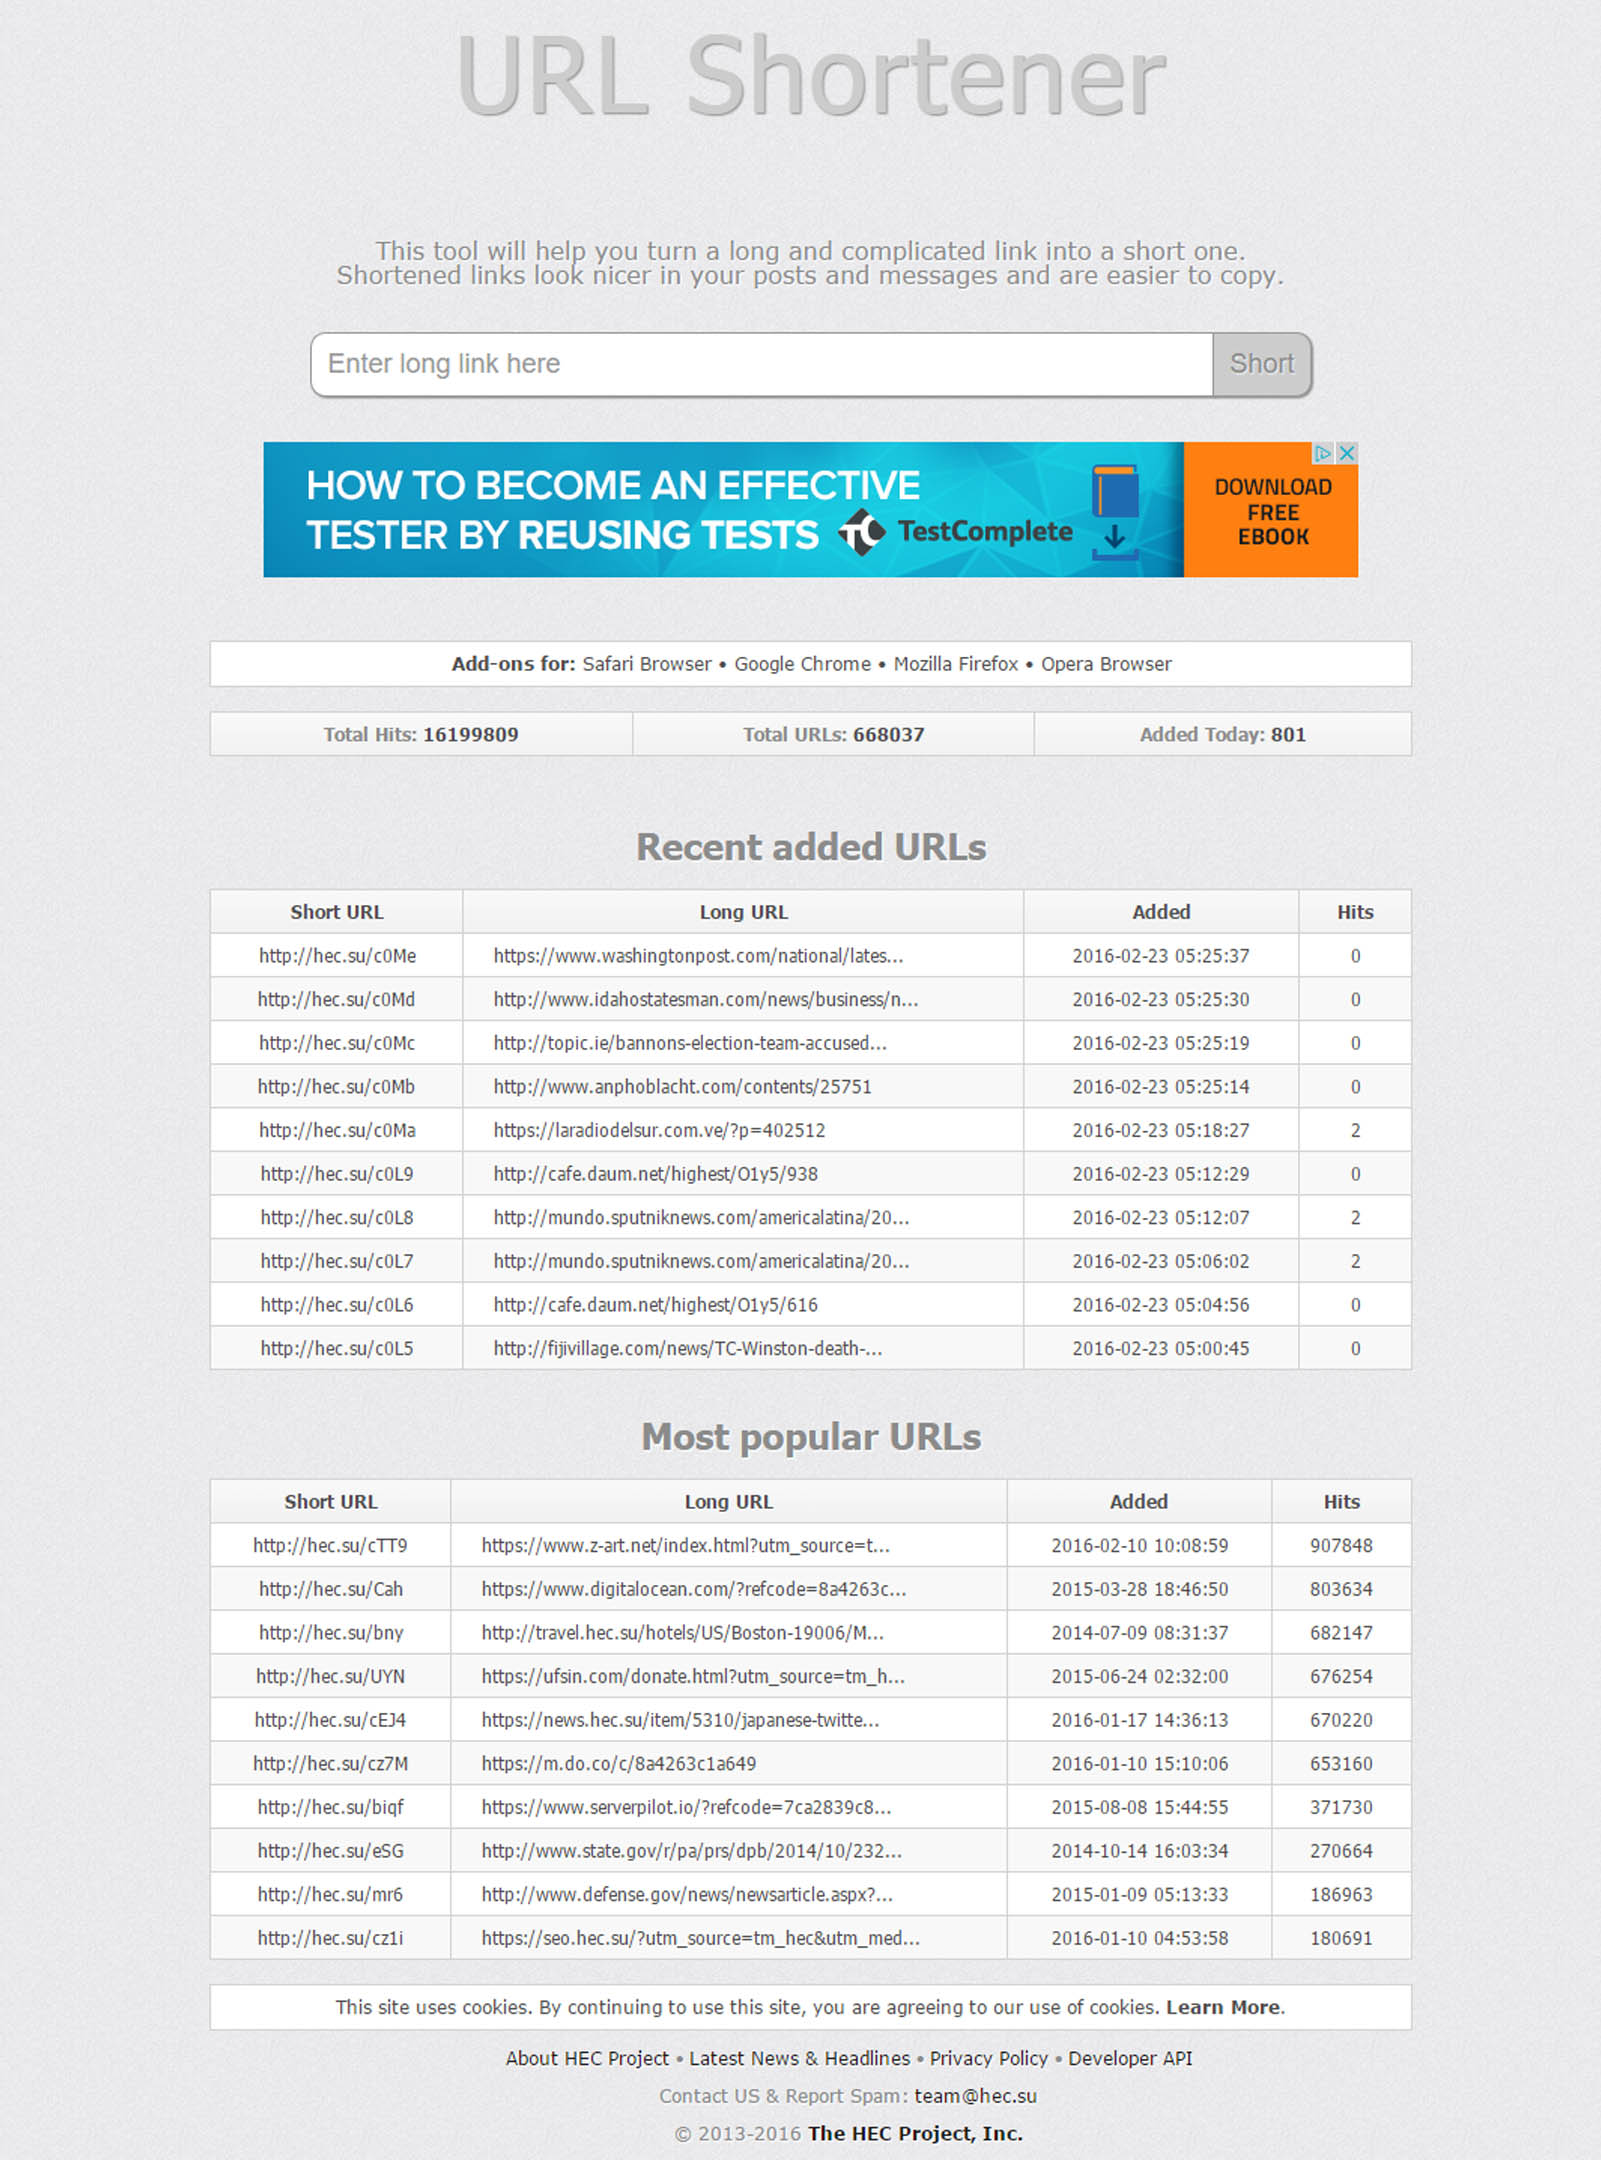 URL Shortener
This tool will help you turn a long and complicated link into a short one.
Shortened links look nicer in your posts and messages and are easier to copy.
Enter long link here Short
HOW TO BECOME AN EFFECTIVE
TESTER BY REUSING TESTS TC TestComplete
DOWNLOAD
FREE
EBOOK
Add-ons for: Safari Browser • Google Chrome • Mozilla Firefox • Opera Browser
Total Hits: 16199809 Total URLs: 668037 Added Today: 801
Recent added URLs
Short URL Long URL Added Hits
http://hec.su/c0Me https://www.washingtonpost.com/national/lates... 2016-02-23 05:25:37 0
http://hec.su/c0Md http://www.idahostatesman.com/news/business/n... 2016-02-23 05:25:30 0
http://hec.su/c0Mc http://topic.ie/bannons-election-team-accused... 2016-02-23 05:25:19 0
http://hec.su/c0Mb http://www.anphoblacht.com/contents/25751 2016-02-23 05:25:14 0
http://hec.su/c0Ma https://laradiodelsur.com.ve/?p=402512 2016-02-23 05:18:27 2
http://hec.su/c0L9 http://cafe.daum.net/highest/O1y5/938 2016-02-23 05:12:29 0
http://hec.su/c0L8 http://mundo.sputniknews.com/americalatina/20... 2016-02-23 05:12:07 2
http://hec.su/c0L7 http://mundo.sputniknews.com/americalatina/20... 2016-02-23 05:06:02 2
http://hec.su/c0L6 http://cafe.daum.net/highest/O1y5/616 2016-02-23 05:04:56 0
http://hec.su/c0L5 http://fijivillage.com/news/TC-Winston-death-... 2016-02-23 05:00:45 0
Most popular URLs
Short URL Long URL Added Hits
http://hec.su/cTT9 https://www.z-art.net/index.html?utm_source=t... 2016-02-10 10:08:59 907848
http://hec.su/Cah https://www.digitalocean.com/?refcode=8a4263c... 2015-03-28 18:46:50 803634
http://hec.su/bny http://travel.hec.su/hotels/US/Boston-19006/M... 2014-07-09 08:31:37 682147
http://hec.su/UYN https://ufsin.com/donate.html?utm_source=tm_h... 2015-06-24 02:32:00 676254
http://hec.su/cEJ4 https://news.hec.su/item/5310/japanese-twitte... 2016-01-17 14:36:13 670220
http://hec.su/cz7M https://m.do.co/c/8a4263c1a649 2016-01-10 15:10:06 653160
http://hec.su/biqf https://www.serverpilot.io/?refcode=7ca2839c8... 2015-08-08 15:44:55 371730
http://hec.su/eSG http://www.state.gov/r/pa/prs/dpb/2014/10/232... 2014-10-14 16:03:34 270664
http://hec.su/mr6 http://www.defense.gov/news/newsarticle.aspx?... 2015-01-09 05:13:33 186963
http://hec.su/cz1i https://seo.hec.su/?utm_source=tm_hec&utm_med... 2016-01-10 04:53:58 180691
This site uses cookies. By continuing to use this site, you are agreeing to our use of cookies. Learn More.
About HEC Project • Latest News & Headlines • Privacy Policy • Developer API
Contact US & Report Spam: team@hec.su
© 2013-2016 The HEC Project, Inc.